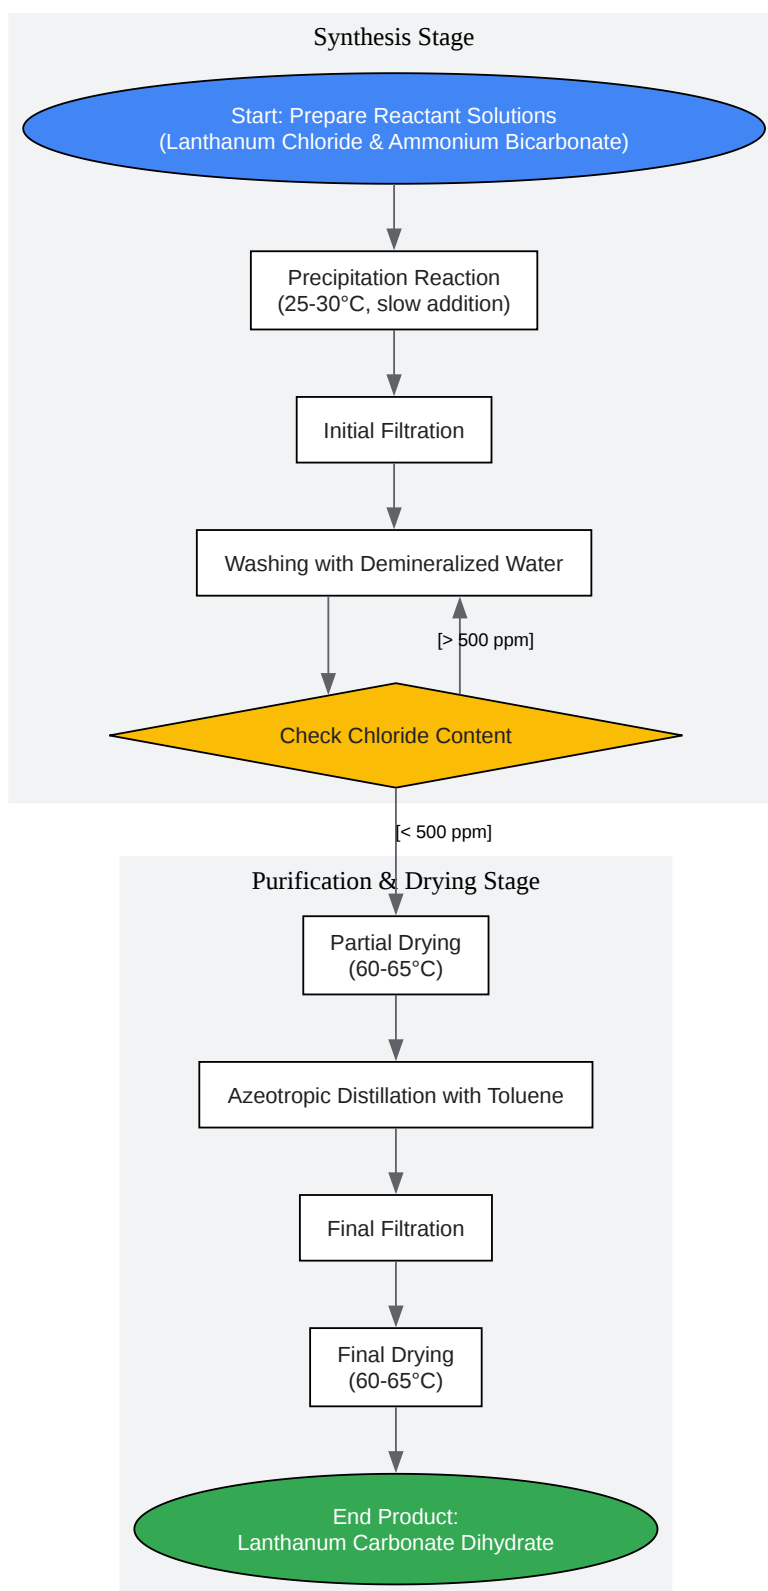 Synthesis Stage
Start: Prepare Reactant Solutions
(Lanthanum Chloride & Ammonium Bicarbonate)
Precipitation Reaction
(25-30°C, slow addition)
Initial Filtration
Washing with Demineralized Water
[> 500 ppm]
Check Chloride Content
[< 500 ppm]
Purification & Drying Stage
Partial Drying
(60-65°C)
Azeotropic Distillation with Toluene
Final Filtration
Final Drying
(60-65°C)
End Product:
Lanthanum Carbonate Dihydrate